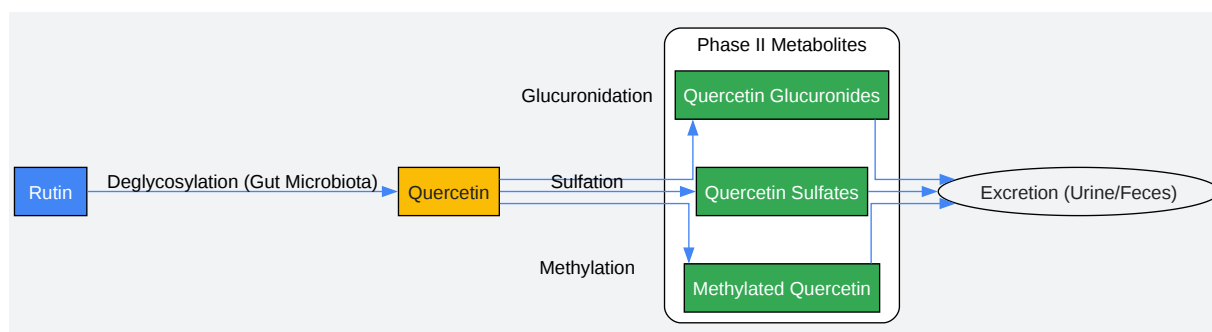 Phase II Metabolites
Glucuronidation
Quercetin Glucuronides
Rutin
Deglycosylation (Gut Microbiota)
Quercetin
Sulfation
Quercetin Sulfates
Excretion (Urine/Feces)
Methylation
Methylated Quercetin